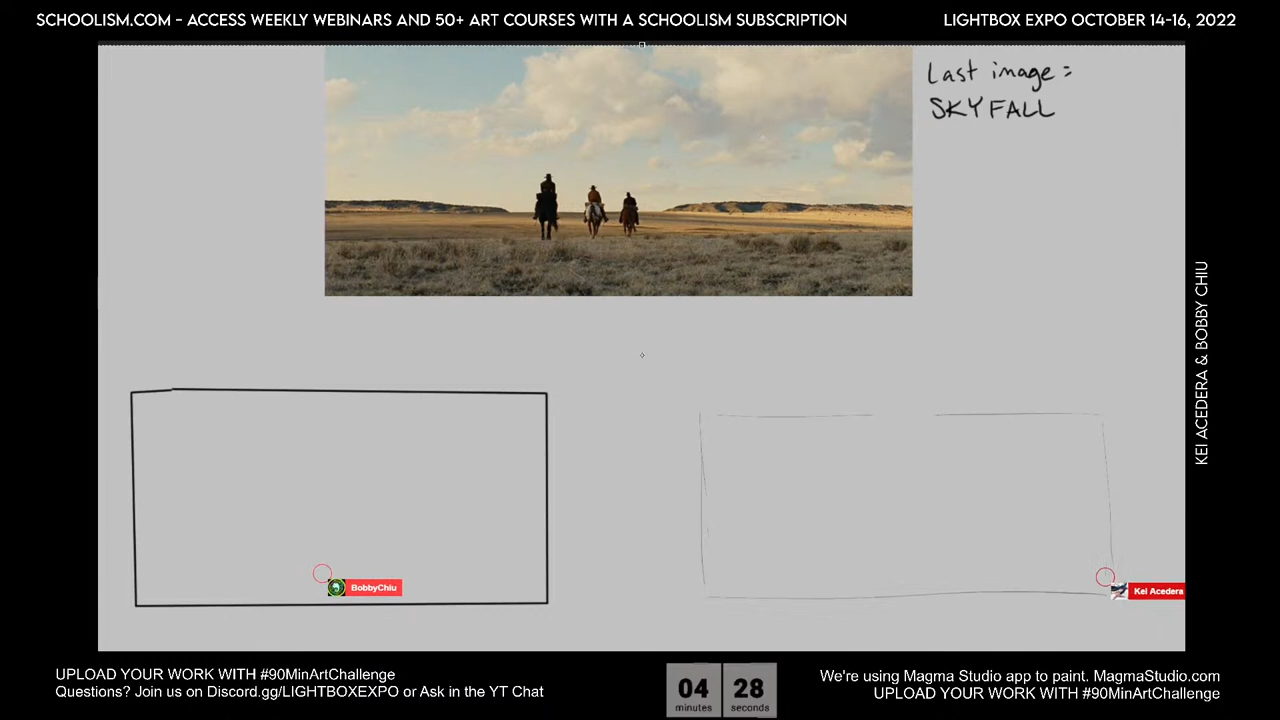 SCHOOLISM.COM – ACCESS WEEKLY WEBINARS AND 50+ ART COURSES WITH A SCHOOLISM SUBSCRIPTION
LIGHTBOX EXPO OCTOBER 14-16, 2022
Last image =
SKYFALL
KEI ACEDERA & BOBBY CHIU
BobbyChiu
Kei Acedera
UPLOAD YOUR WORK WITH #90MinArtChallenge
Questions? Join us on Discord.gg/LIGHTBOXEXPO or Ask in the YT Chat
04 28
minutes seconds
We're using Magma Studio app to paint. MagmaStudio.com
UPLOAD YOUR WORK WITH #90MinArtChallenge